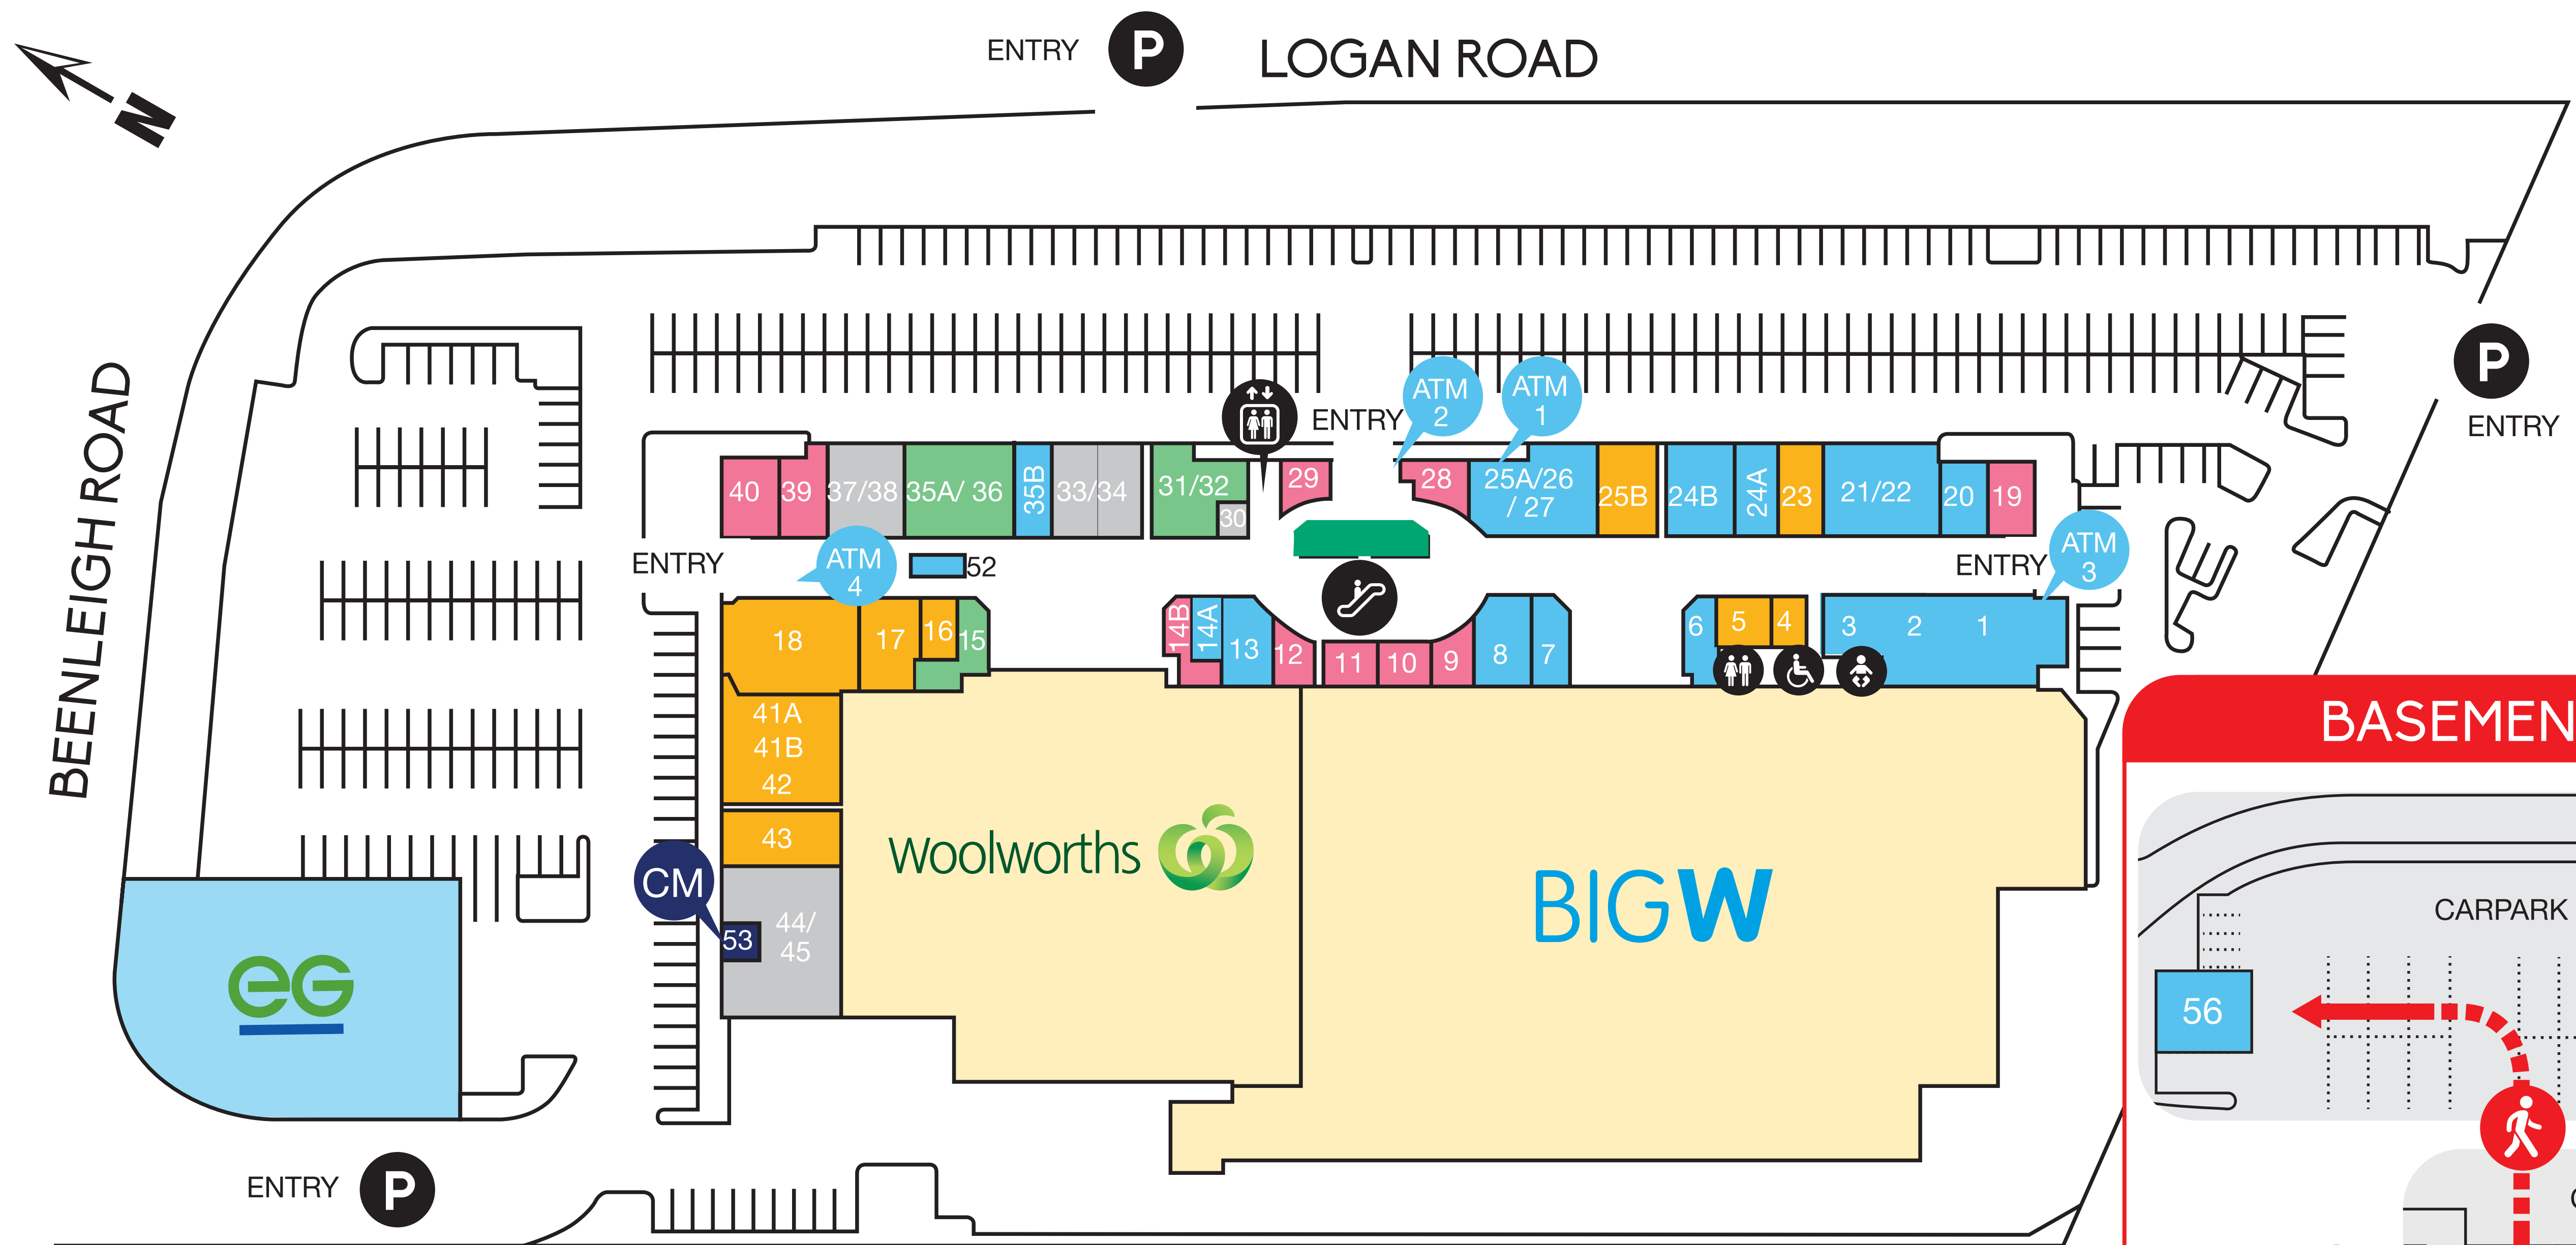 ENTRY P LOGAN ROAD
N
BEENLEIGH ROAD
P
ENTRY
ENTRY
ATM
2
ATM
1
40 39 37/38 35A/ 36 35B 33/34 31/32 30 29
28 25A/26
/ 27 25B 24B 24A 23 21/22 20 19
ENTRY
ATM
4
52
ENTRY
ATM
3
18 17 16 15
14B 14A 13 12 11 10 9 8 7
6 5 4 3 2 1
41A
41B
42
43
CM
53
44/
45
Woolworths
BIGW
eG
ENTRY P
BASEMEN
CARPARK
56